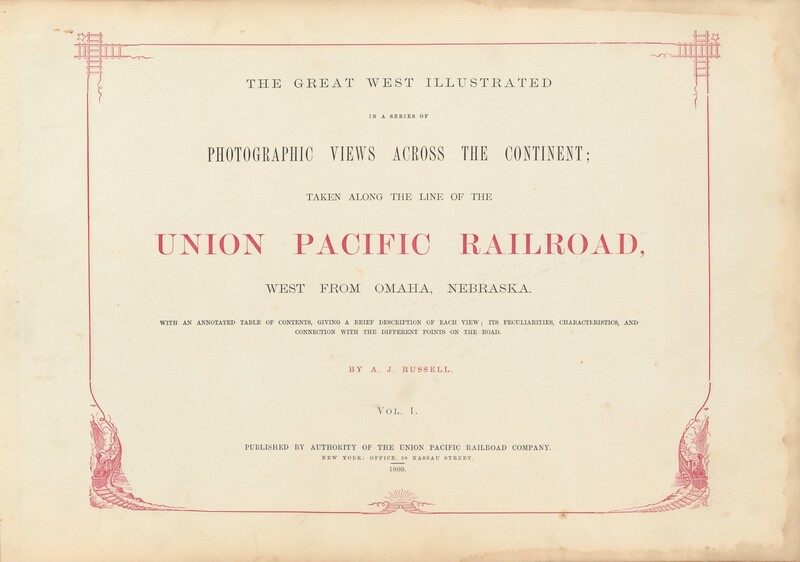 THE GREAT WEST ILLUSTRATED
IN A SERIES OF
PHOTOGRAPHIC VIEWS ACROSS THE CONTINENT;
TAKEN ALONG THE LINE OF THE
UNION PACIFIC RAILROAD,
WEST FROM OMAHA, NEBRASKA.
WITH AN ANNOTATED TABLE OF CONTENTS, GIVING A BRIEF DESCRIPTION OF EACH VIEW; ITS PECULIARITIES, CHARACTERISTICS, AND
CONNECTION WITH THE DIFFERENT POINTS ON THE ROAD.
BY A. J. RUSSELL.
VOL. I.
PUBLISHED BY AUTHORITY OF THE UNION PACIFIC RAILROAD COMPANY.
NEW YORK: OFFICE, 20 NASSAU STREET.
1869.